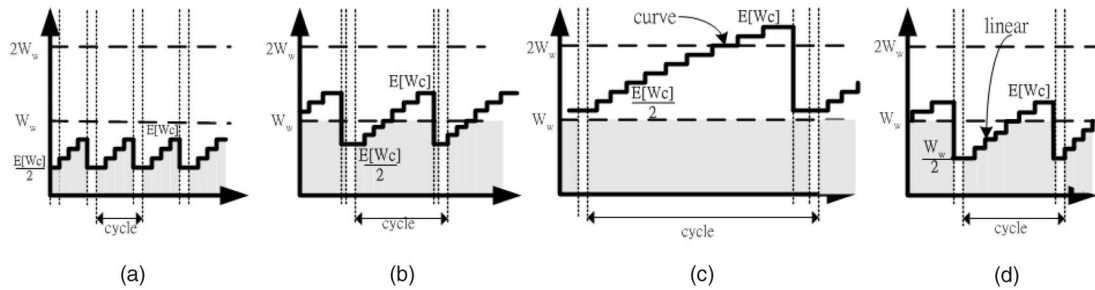 2W_w
W_w
E[Wc]
E[Wc]
2
cycle
(a)
2W_w
W_w
E[Wc]
E[Wc]
2
cycle
(b)
curve
E[Wc]
2W_w
E[Wc]
2
W_w
cycle
(c)
linear
2W_w
E[Wc]
W_w
W_w
2
cycle
(d)